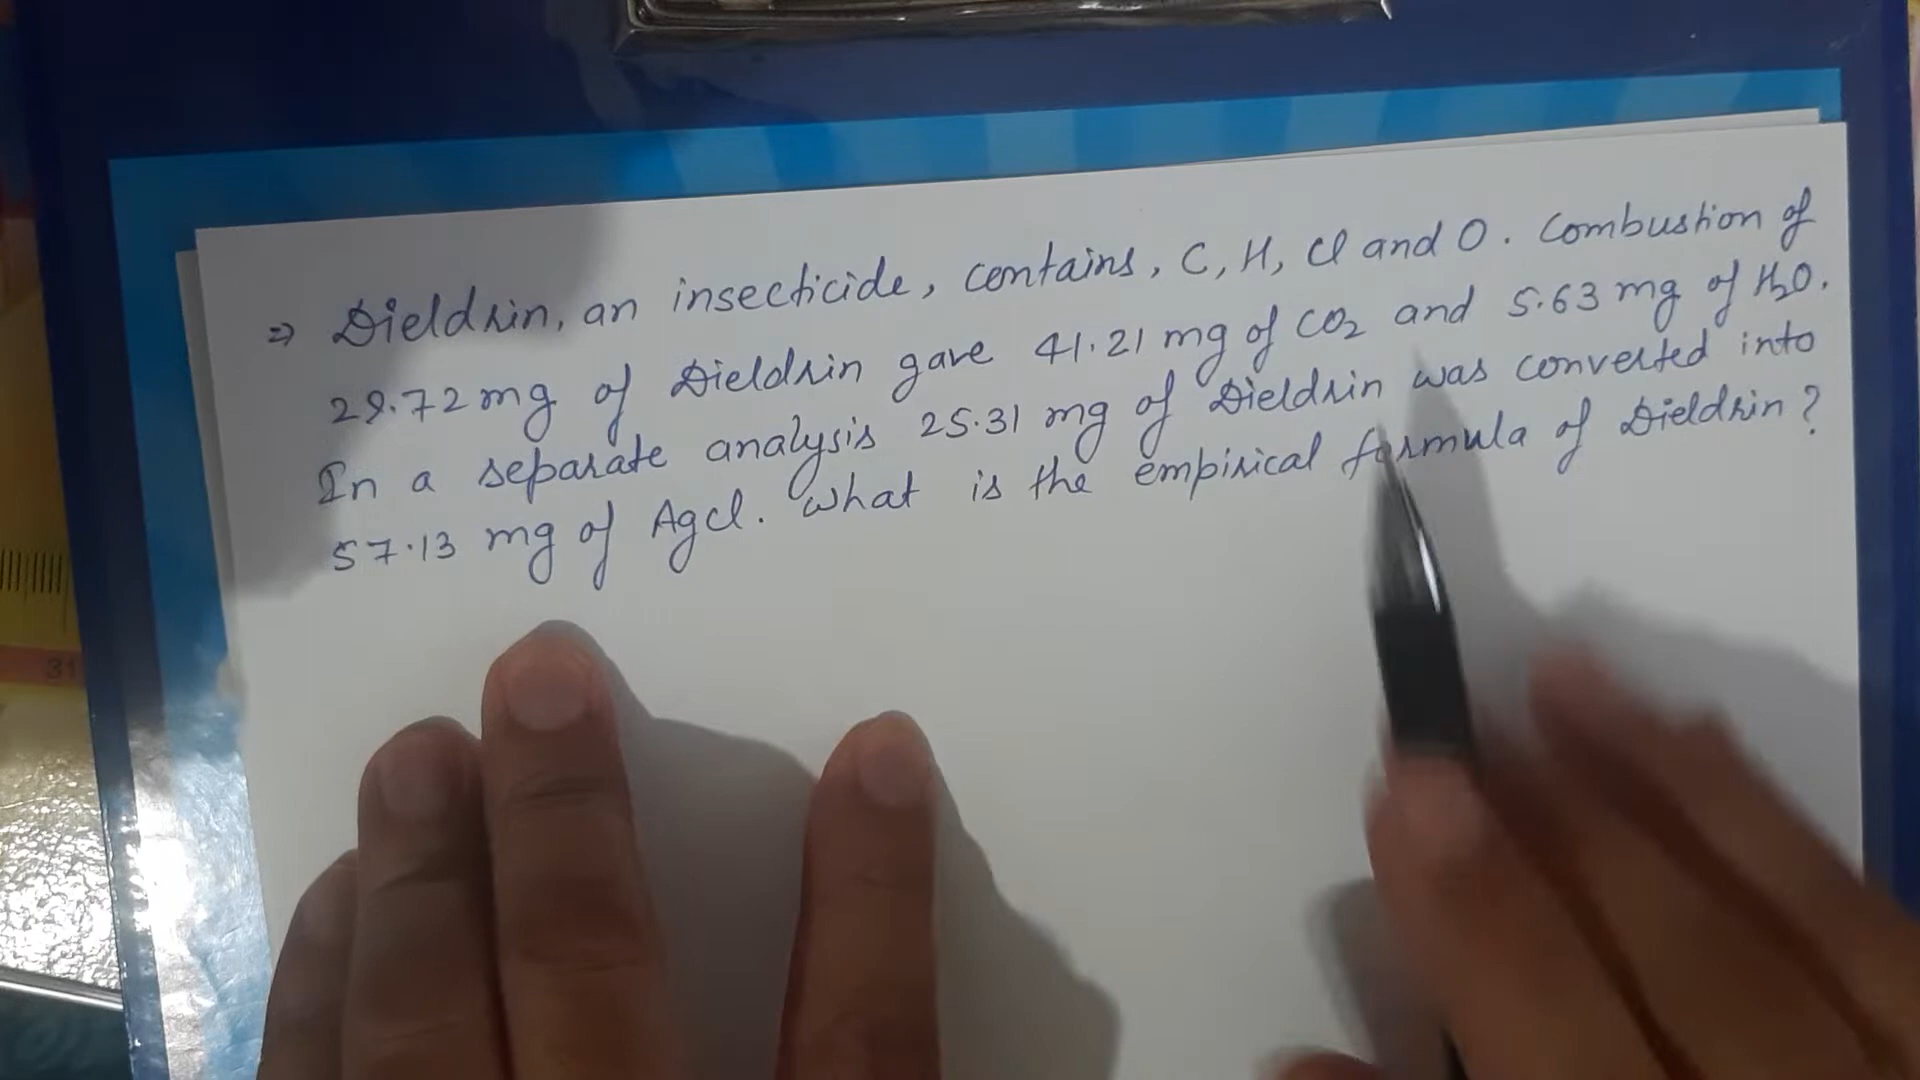 ⇒ Dieldrin, an insecticide, contains, C, H, Cl and O. Combustion of
29.72 mg of Dieldrin gave 41.21 mg of CO₂ and 5.63 mg of H₂O.
In a separate analysis 25.31 mg of Dieldrin was converted into
57.13 mg of Agcl. What is the empirical formula of Dieldrin?
31